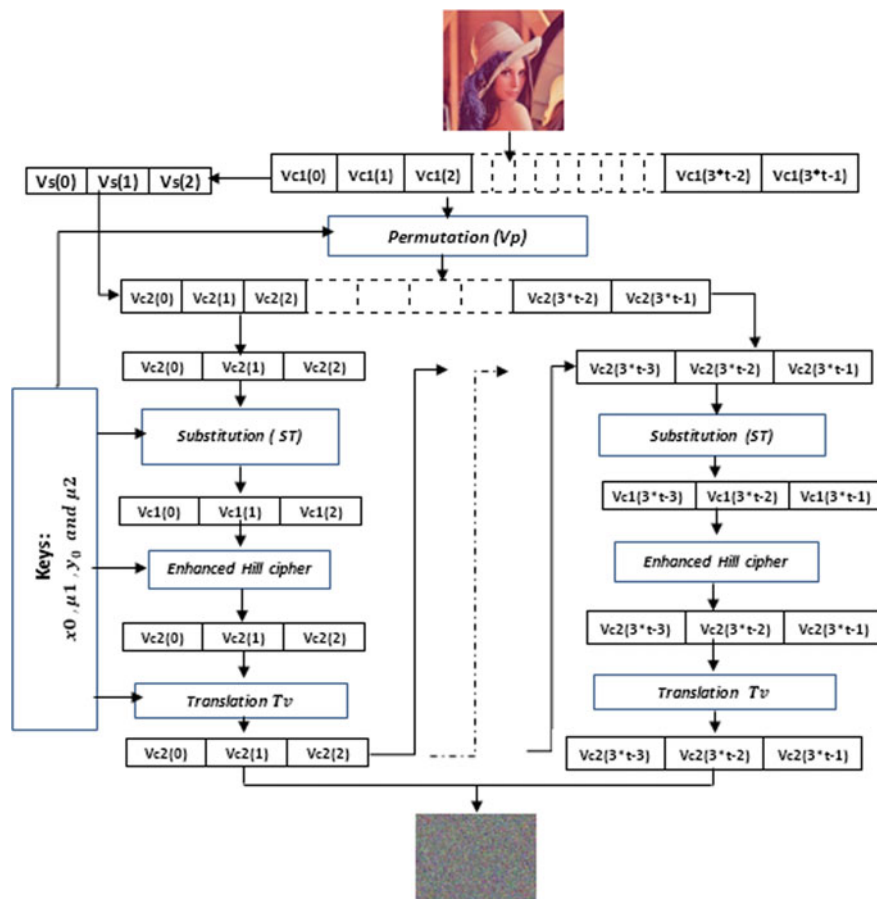 Vs(0) Vs(1) Vs(2)
Vc1(0) Vc1(1) Vc1(2) Vc1(3*t-2) Vc1(3*t-1)
Permutation (Vp)
Vc2(0) Vc2(1) Vc2(2) Vc2(3*t-2) Vc2(3*t-1)
Vc2(0) Vc2(1) Vc2(2) Vc2(3*t-3) Vc2(3*t-2) Vc2(3*t-1)
Keys:
x0 , μ1 , y₀ and μ2
Substitution ( ST) Substitution (ST)
Vc1(0) Vc1(1) Vc1(2) Vc1(3*t-3) Vc1(3*t-2) Vc1(3*t-1)
Enhanced Hill cipher Enhanced Hill cipher
Vc2(0) Vc2(1) Vc2(2) Vc2(3*t-3) Vc2(3*t-2) Vc2(3*t-1)
Translation Tv Translation Tv
Vc2(0) Vc2(1) Vc2(2) Vc2(3*t-3) Vc2(3*t-2) Vc2(3*t-1)